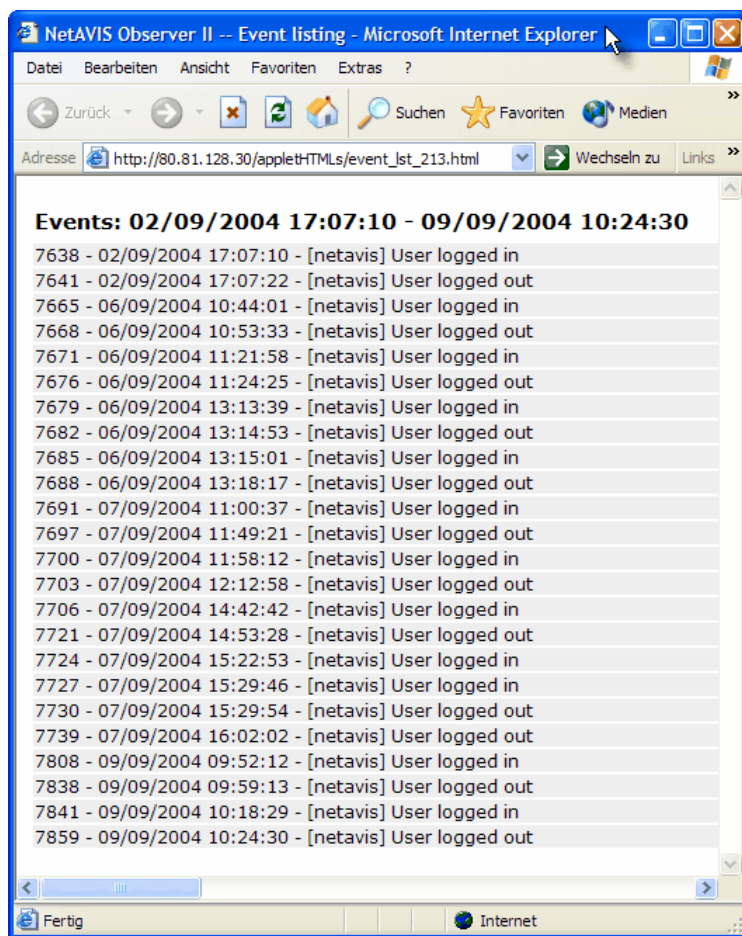 NetAVIS Observer II -- Event listing - Microsoft Internet Explorer
Datei Bearbeiten Ansicht Favoriten Extras ?
Zurück Suchen Favoriten Medien »
Adresse http://80.81.128.30/appletHTMLs/event_lst_213.html Wechseln zu Links »
Events: 02/09/2004 17:07:10 - 09/09/2004 10:24:30
7638 - 02/09/2004 17:07:10 - [netavis] User logged in
7641 - 02/09/2004 17:07:22 - [netavis] User logged out
7665 - 06/09/2004 10:44:01 - [netavis] User logged in
7668 - 06/09/2004 10:53:33 - [netavis] User logged out
7671 - 06/09/2004 11:21:58 - [netavis] User logged in
7676 - 06/09/2004 11:24:25 - [netavis] User logged out
7679 - 06/09/2004 13:13:39 - [netavis] User logged in
7682 - 06/09/2004 13:14:53 - [netavis] User logged out
7685 - 06/09/2004 13:15:01 - [netavis] User logged in
7688 - 06/09/2004 13:18:17 - [netavis] User logged out
7691 - 07/09/2004 11:00:37 - [netavis] User logged in
7697 - 07/09/2004 11:49:21 - [netavis] User logged out
7700 - 07/09/2004 11:58:12 - [netavis] User logged in
7703 - 07/09/2004 12:12:58 - [netavis] User logged out
7706 - 07/09/2004 14:42:42 - [netavis] User logged in
7721 - 07/09/2004 14:53:28 - [netavis] User logged out
7724 - 07/09/2004 15:22:53 - [netavis] User logged in
7727 - 07/09/2004 15:29:46 - [netavis] User logged in
7730 - 07/09/2004 15:29:54 - [netavis] User logged out
7739 - 07/09/2004 16:02:02 - [netavis] User logged out
7808 - 09/09/2004 09:52:12 - [netavis] User logged in
7838 - 09/09/2004 09:59:13 - [netavis] User logged out
7841 - 09/09/2004 10:18:29 - [netavis] User logged in
7859 - 09/09/2004 10:24:30 - [netavis] User logged out
Fertig Internet